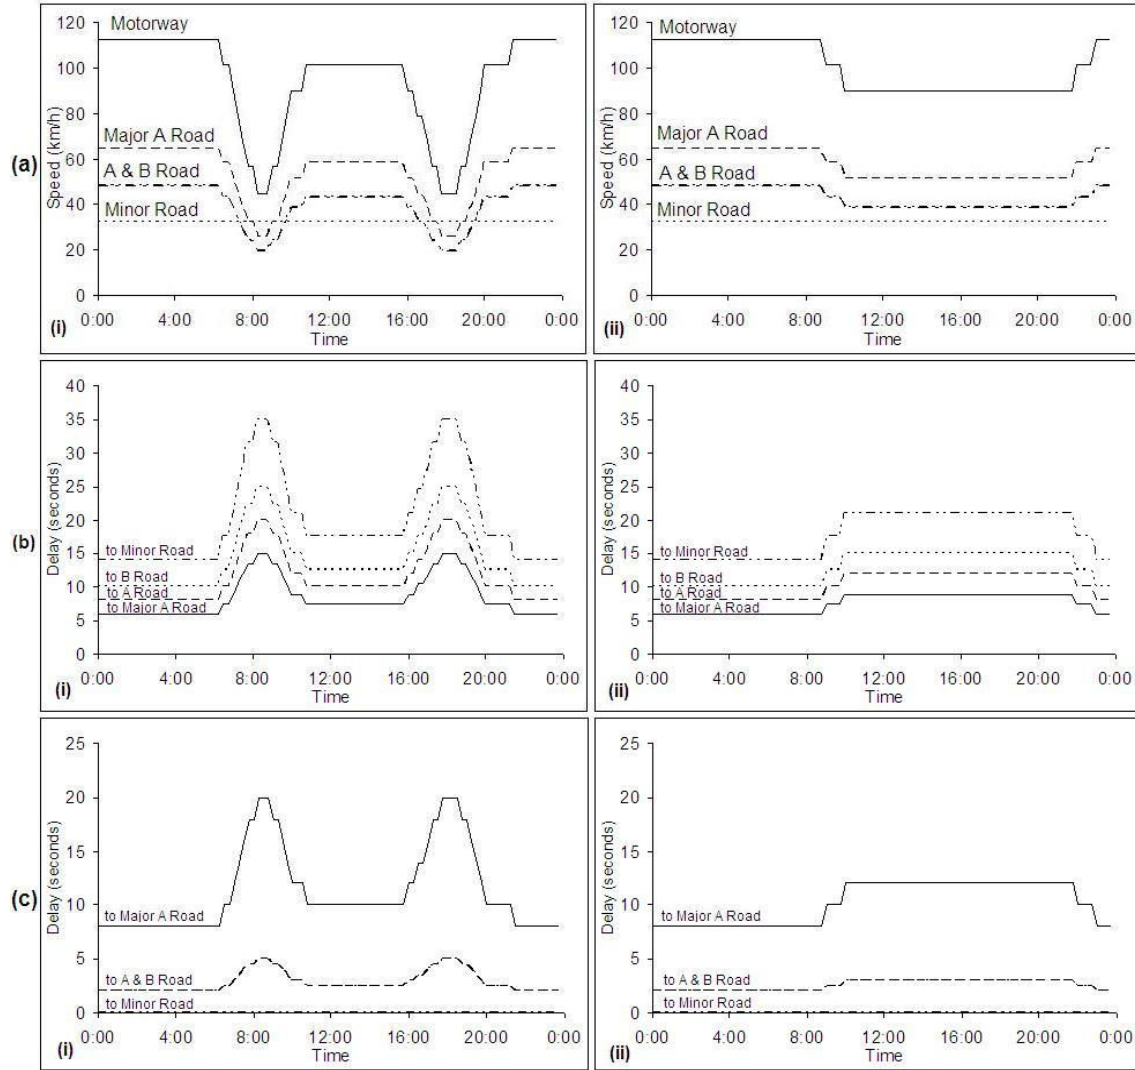 120
100
80
60
40
20
0
Speed (km/h)
Motorway
Major A Road
A & B Road
Minor Road
0:00 4:00 8:00 12:00 16:00 20:00 0:00
Time
(a)
(i)
120
100
80
60
40
20
0
Speed (km/h)
Motorway
Major A Road
A & B Road
Minor Road
0:00 4:00 8:00 12:00 16:00 20:00 0:00
Time
(ii)
40
35
30
25
20
15
10
5
0
Delay (seconds)
to Minor Road
to B Road
to A Road
to Major A Road
0:00 4:00 8:00 12:00 16:00 20:00 0:00
Time
(b)
(i)
40
35
30
25
20
15
10
5
0
Delay (seconds)
to Minor Road
to B Road
to A Road
to Major A Road
0:00 4:00 8:00 12:00 16:00 20:00 0:00
Time
(ii)
25
20
15
10
5
0
Delay (seconds)
to Major A Road
to A & B Road
to Minor Road
0:00 4:00 8:00 12:00 16:00 20:00 0:00
Time
(c)
(i)
25
20
15
10
5
0
Delay (seconds)
to Major A Road
to A & B Road
to Minor Road
0:00 4:00 8:00 12:00 16:00 20:00 0:00
Time
(ii)